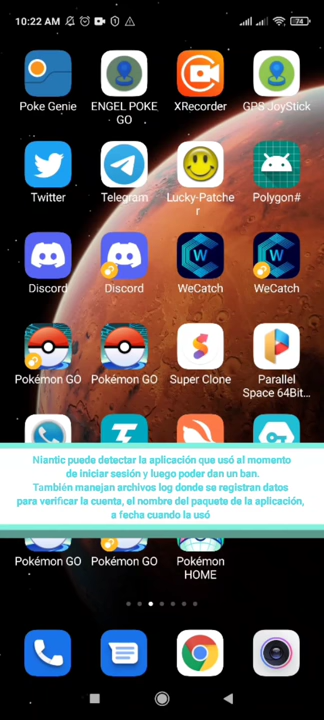 10:22 AM
74
Poke Genie
ENGEL POKE
GO
XRecorder
GPS JoyStick
Twitter
Telegram
Lucky-Patche
r
Polygon#
Discord
Discord
WeCatch
WeCatch
Pokémon GO
Pokémon GO
Super Clone
Parallel
Space 64Bit...
Niantic puede detectar la aplicación que usó al momento
de iniciar sesión y luego poder dan un ban.
También manejan archivos log donde se registran datos
para verificar la cuenta, el nombre del paquete de la aplicación,
a fecha cuando la usó
Pokémon GO
Pokémon GO
Pokémon
HOME